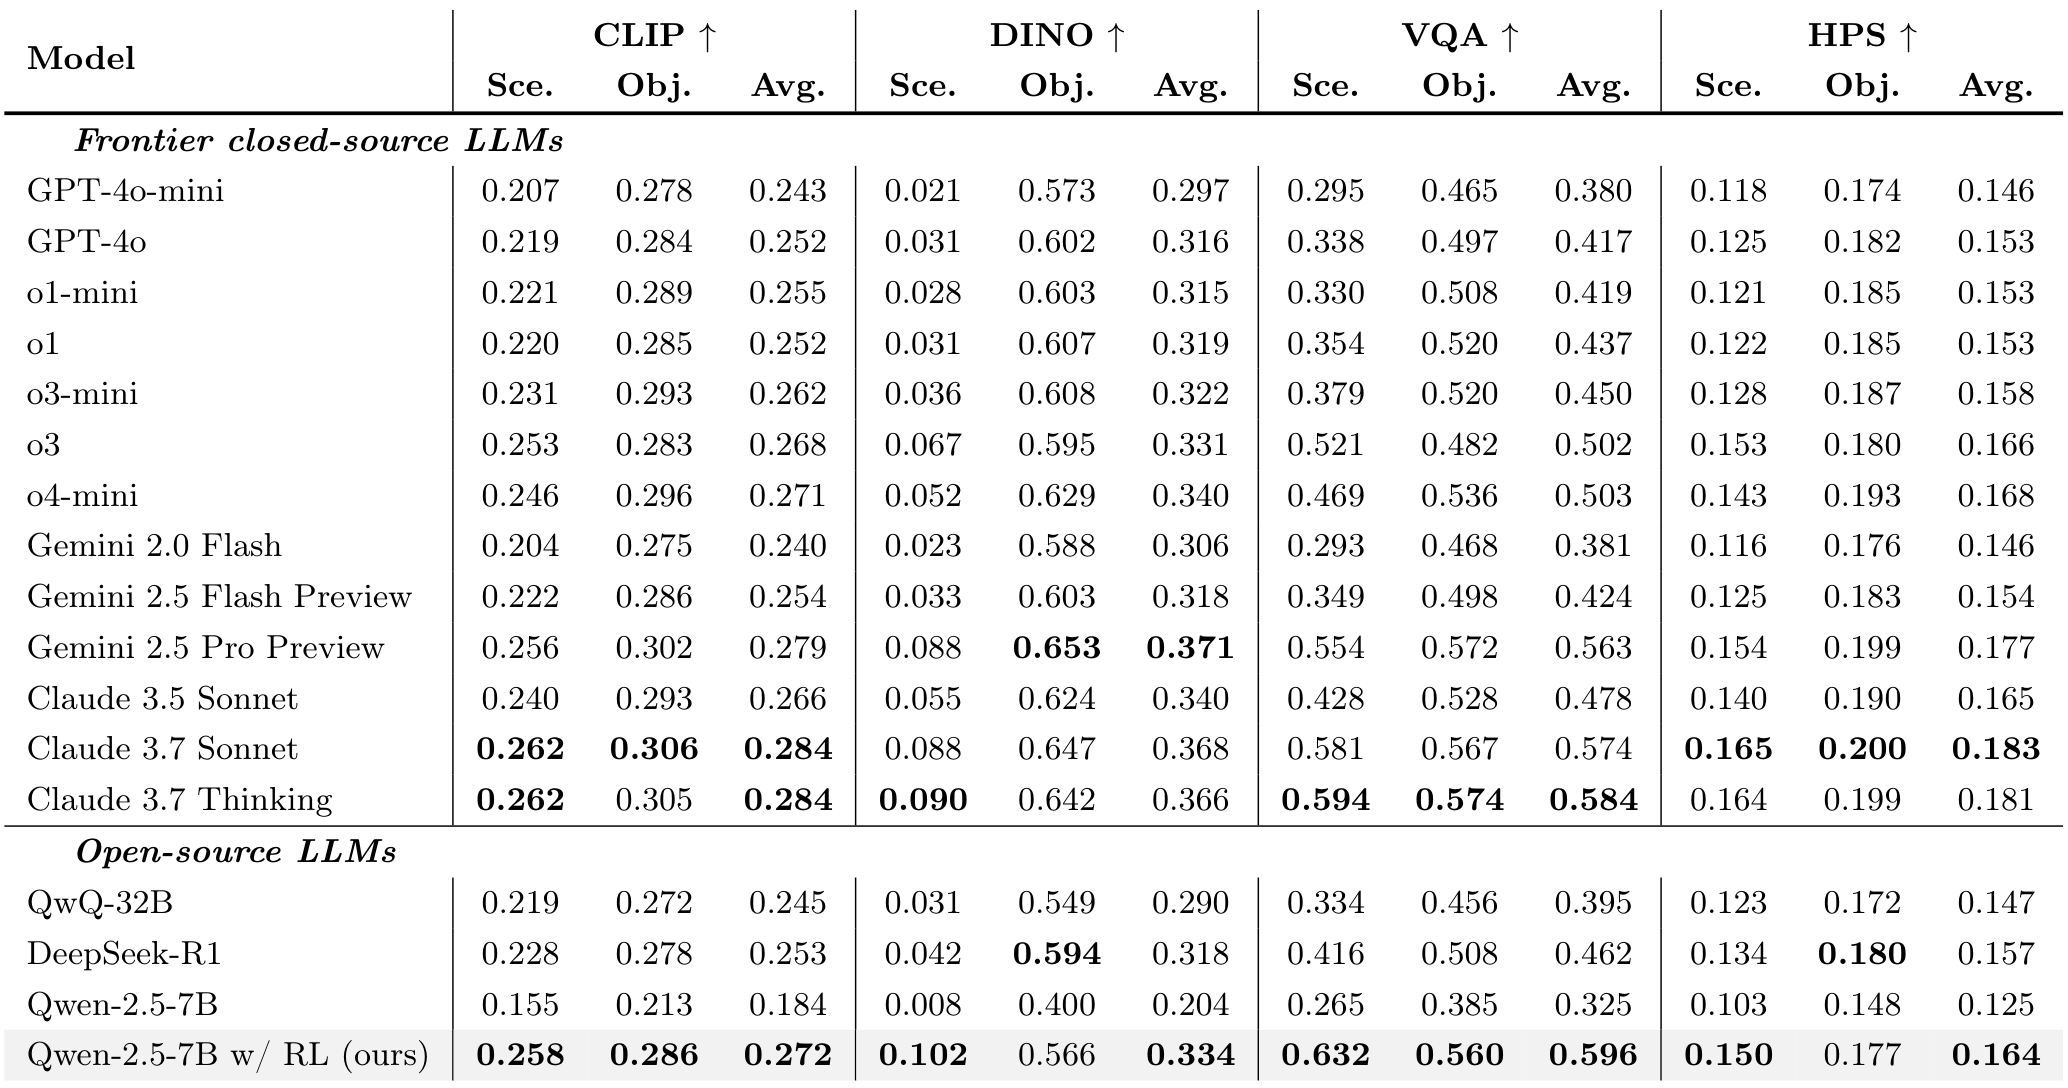 Model CLIP ↑ DINO ↑ VQA ↑ HPS ↑
Sce. Obj. Avg. Sce. Obj. Avg. Sce. Obj. Avg. Sce. Obj. Avg.
Frontier closed-source LLMs
GPT-4o-mini 0.207 0.278 0.243 0.021 0.573 0.297 0.295 0.465 0.380 0.118 0.174 0.146
GPT-4o 0.219 0.284 0.252 0.031 0.602 0.316 0.338 0.497 0.417 0.125 0.182 0.153
o1-mini 0.221 0.289 0.255 0.028 0.603 0.315 0.330 0.508 0.419 0.121 0.185 0.153
o1 0.220 0.285 0.252 0.031 0.607 0.319 0.354 0.520 0.437 0.122 0.185 0.153
o3-mini 0.231 0.293 0.262 0.036 0.608 0.322 0.379 0.520 0.450 0.128 0.187 0.158
o3 0.253 0.283 0.268 0.067 0.595 0.331 0.521 0.482 0.502 0.153 0.180 0.166
o4-mini 0.246 0.296 0.271 0.052 0.629 0.340 0.469 0.536 0.503 0.143 0.193 0.168
Gemini 2.0 Flash 0.204 0.275 0.240 0.023 0.588 0.306 0.293 0.468 0.381 0.116 0.176 0.146
Gemini 2.5 Flash Preview 0.222 0.286 0.254 0.033 0.603 0.318 0.349 0.498 0.424 0.125 0.183 0.154
Gemini 2.5 Pro Preview 0.256 0.302 0.279 0.088 0.653 0.371 0.554 0.572 0.563 0.154 0.199 0.177
Claude 3.5 Sonnet 0.240 0.293 0.266 0.055 0.624 0.340 0.428 0.528 0.478 0.140 0.190 0.165
Claude 3.7 Sonnet 0.262 0.306 0.284 0.088 0.647 0.368 0.581 0.567 0.574 0.165 0.200 0.183
Claude 3.7 Thinking 0.262 0.305 0.284 0.090 0.642 0.366 0.594 0.574 0.584 0.164 0.199 0.181
Open-source LLMs
QwQ-32B 0.219 0.272 0.245 0.031 0.549 0.290 0.334 0.456 0.395 0.123 0.172 0.147
DeepSeek-R1 0.228 0.278 0.253 0.042 0.594 0.318 0.416 0.508 0.462 0.134 0.180 0.157
Qwen-2.5-7B 0.155 0.213 0.184 0.008 0.400 0.204 0.265 0.385 0.325 0.103 0.148 0.125
Qwen-2.5-7B w/ RL (ours) 0.258 0.286 0.272 0.102 0.566 0.334 0.632 0.560 0.596 0.150 0.177 0.164